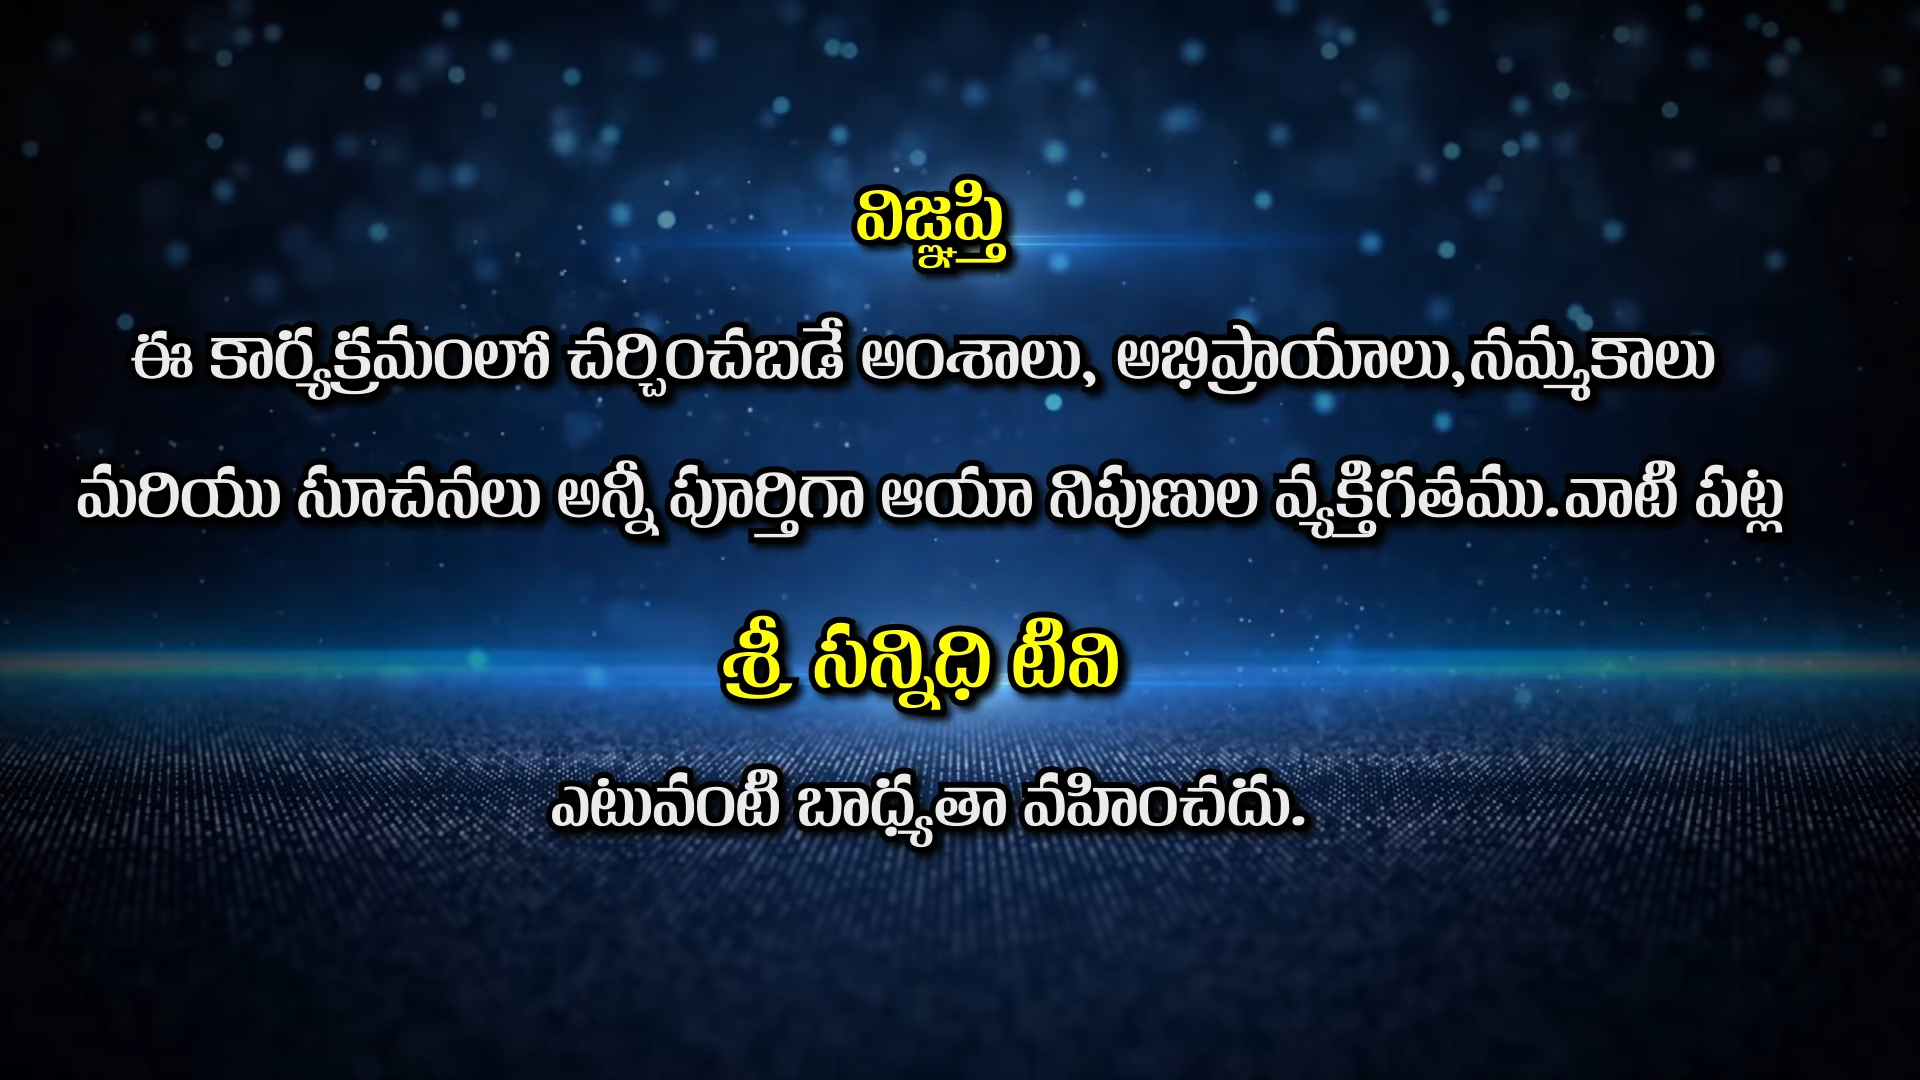 విజ్ఞప్తి
ఈ కార్యక్రమంలో చర్చించబడే అంశాలు, అభిప్రాయాలు,నమ్మకాలు
మరియు సూచనలు అన్నీ పూర్తిగా ఆయా నిపుణుల వ్యక్తిగతము.వాటి పట్ల
శ్రీ సన్నిధి టీవి
ఎటువంటి బాధ్యతా వహించదు.